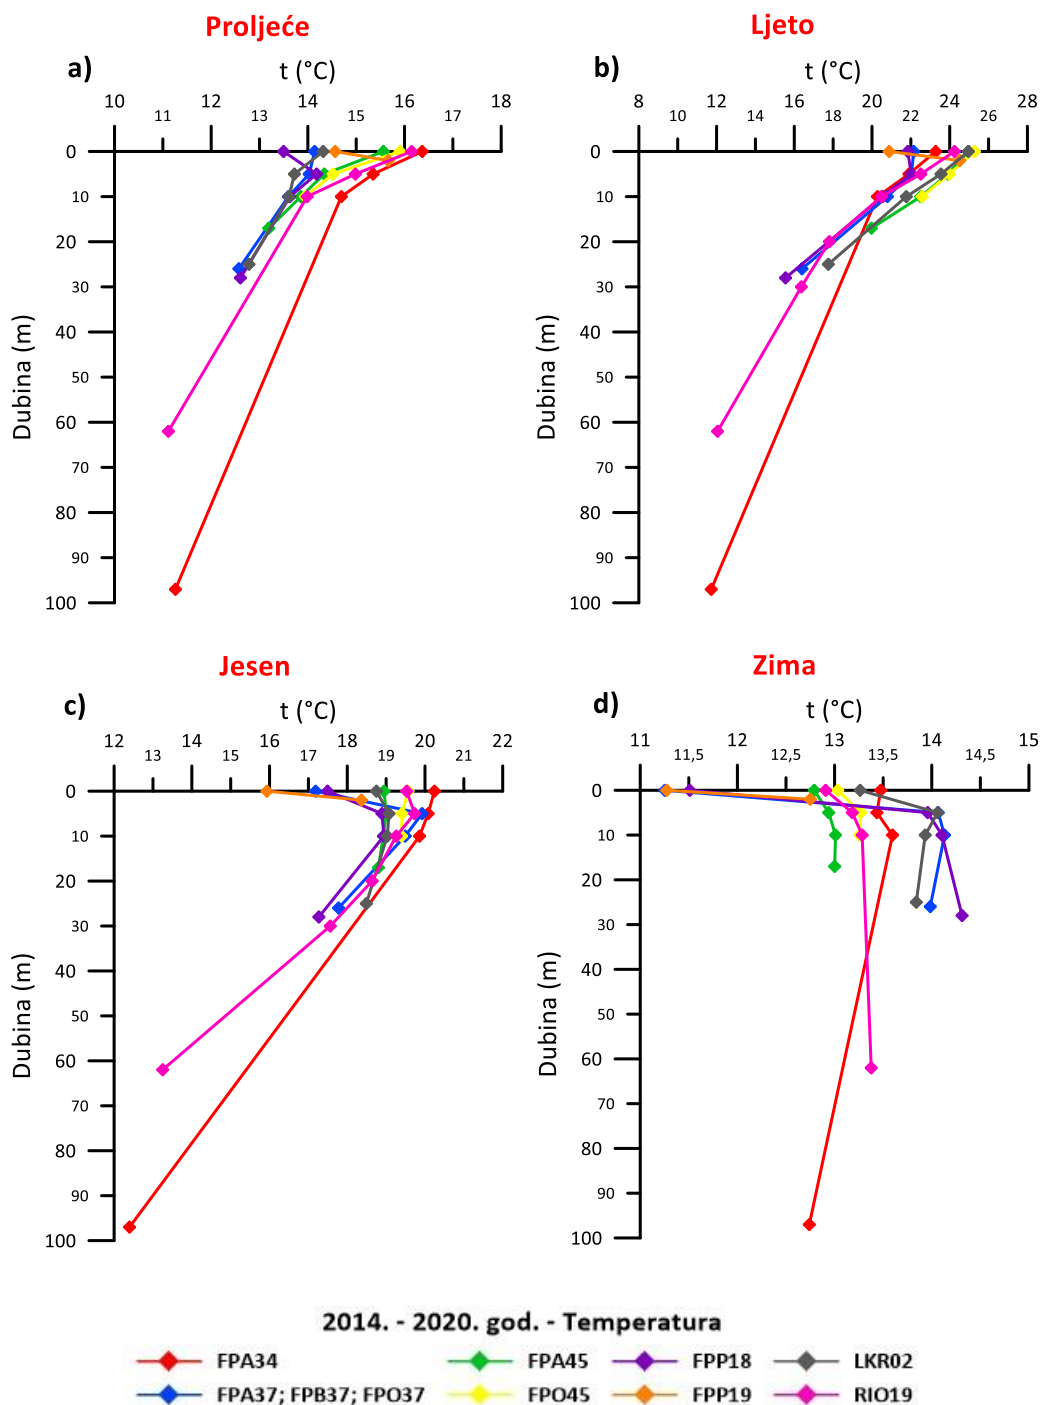 Proljeće
a)
t (°C)
10 11 12 13 14 15 16 17 18
0
10
20
30
40
50
60
70
80
90
100
Dubina (m)
Ljeto
b)
t (°C)
8 10 12 14 16 18 20 22 24 26 28
0
10
20
30
40
50
60
70
80
90
100
Dubina (m)
Jesen
c)
t (°C)
12 13 14 15 16 17 18 19 20 21 22
0
10
20
30
40
50
60
70
80
90
100
Dubina (m)
Zima
d)
t (°C)
11 11,5 12 12,5 13 13,5 14 14,5 15
0
10
20
30
40
50
60
70
80
90
100
Dubina (m)
2014. - 2020. god. - Temperatura
FPA34 FPA45 FPP18 LKR02
FPA37; FPB37; FPO37 FPO45 FPP19 RIO19